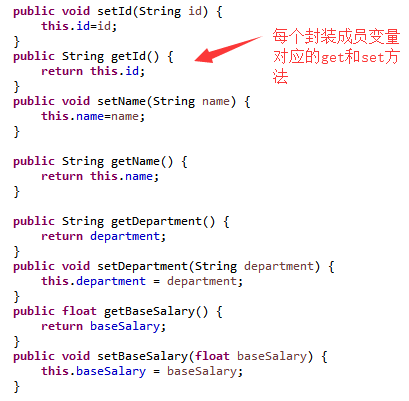 public void setId(String id) {
this.id=id;
}
public String getId() {
return this.id;
}
public void setName(String name) {
this.name=name;
}
public String getName() {
return this.name;
}
public String getDepartment() {
return department;
}
public void setDepartment(String department) {
this.department = department;
}
public float getBaseSalary() {
return baseSalary;
}
public void setBaseSalary(float baseSalary) {
this.baseSalary = baseSalary;
}
每个封装成员变量
对应的get和set方
法